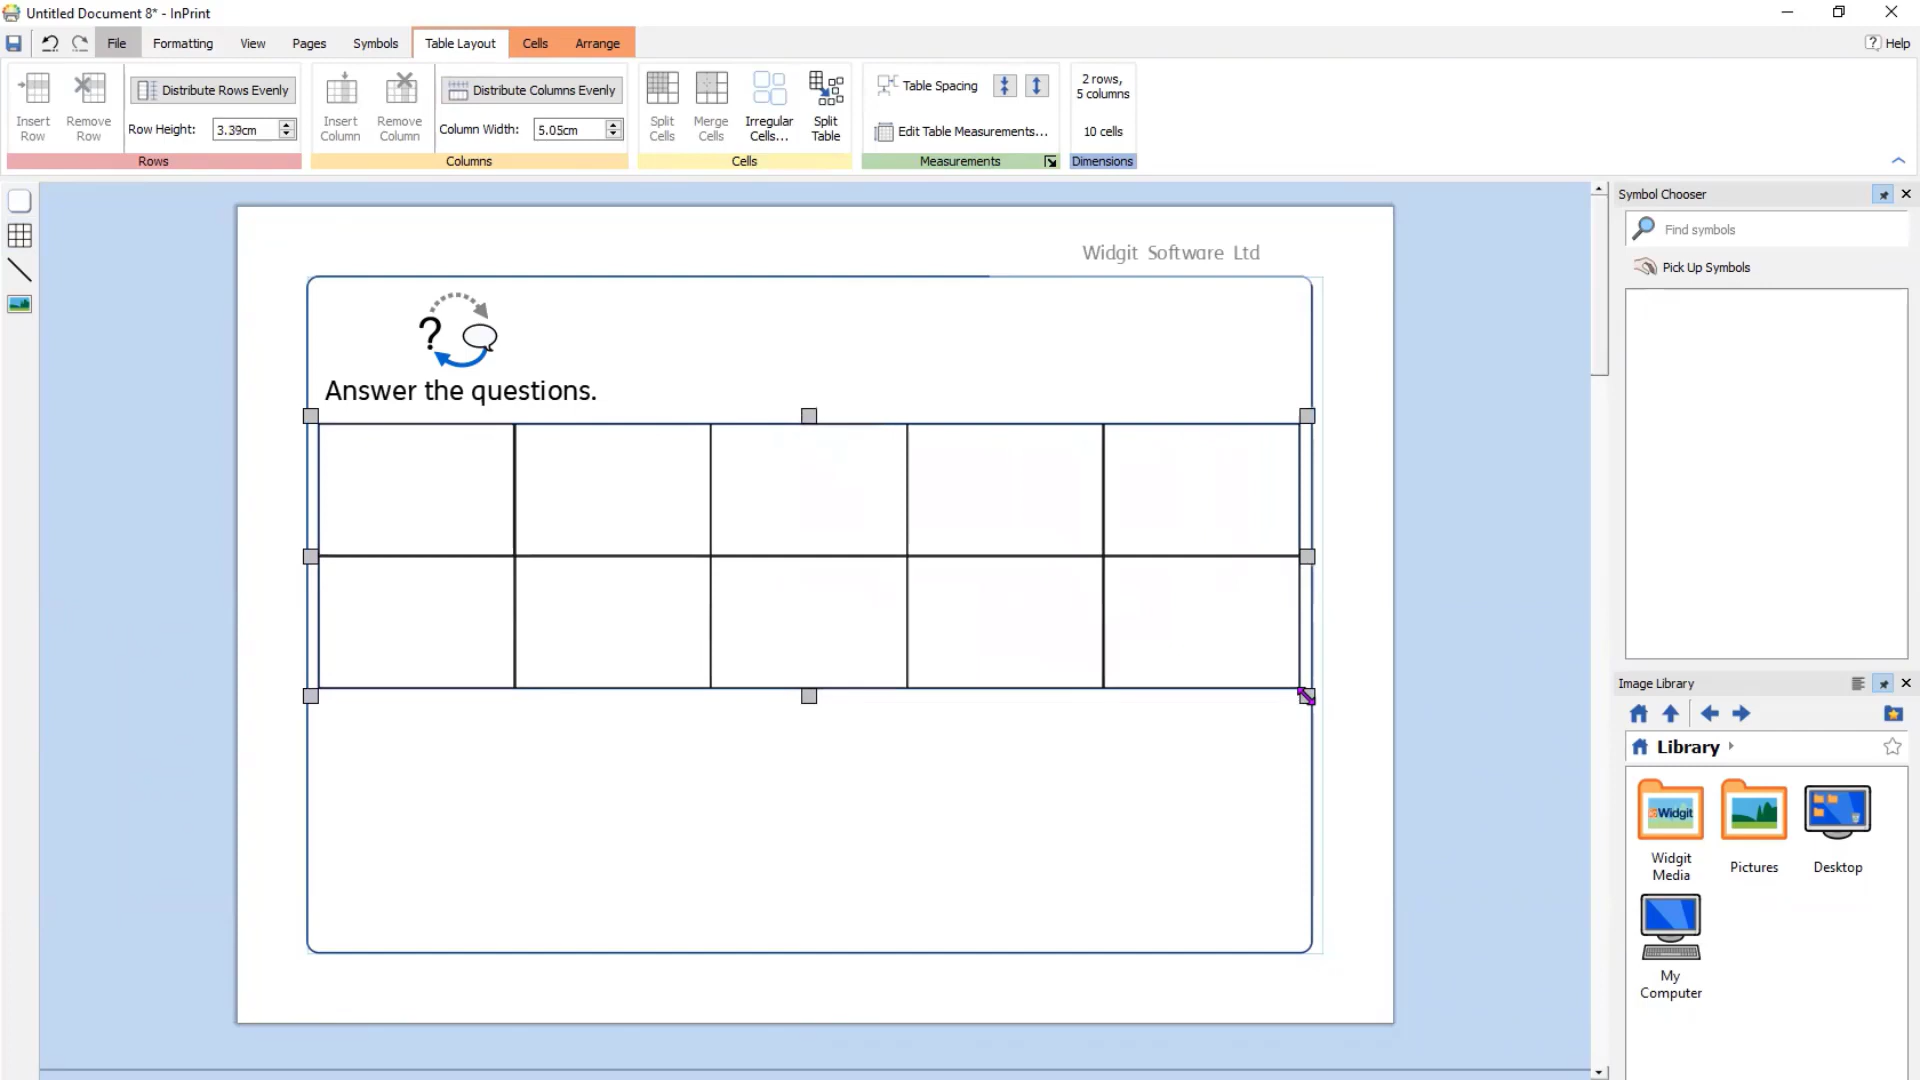 Untitled Document 8* - InPrint
File Formatting View Pages Symbols Table Layout Cells Arrange Help
Insert Row
Remove Row
Distribute Rows Evenly
Row Height: 3.39cm
Rows
Insert Column
Remove Column
Distribute Columns Evenly
Column Width: 5.05cm
Columns
Split Cells
Merge Cells
Irregular Cells...
Split Table
Cells
Table Spacing
Edit Table Measurements...
Measurements
2 rows,
5 columns
10 cells
Dimensions
Widgit Software Ltd
?
Answer the questions.
Symbol Chooser
Find symbols
Pick Up Symbols
Image Library
Library
Widgit
Widgit Media
Pictures
Desktop
My Computer